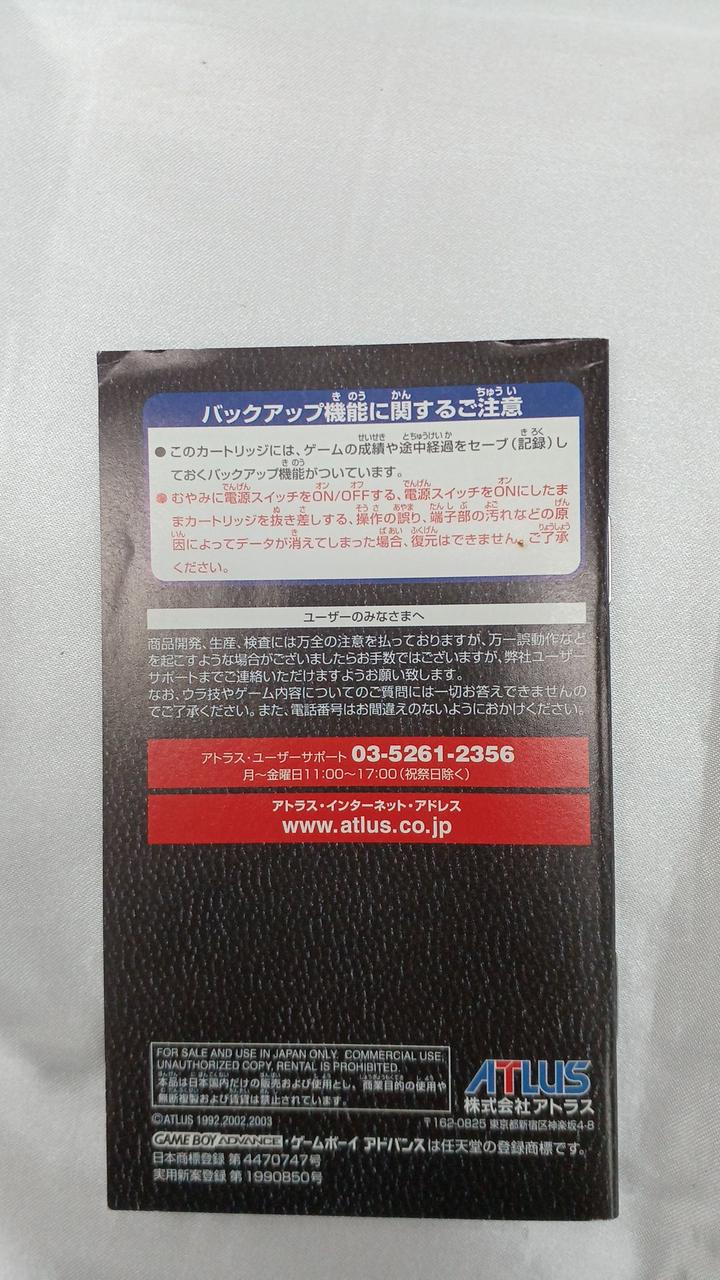 バックアップ機能に関するご注意
●このカートリッジには、ゲームの成績や途中経過をセーブ(記録)し
ておくバックアップ機能がついています。
●むやみに電源スイッチをON/OFFする、電源スイッチをONにしたま
まカートリッジを抜き差しする、操作の誤り、端子部の汚れなどの原
因によってデータが消えてしまった場合、復元はできません。ご了承
ください。
ユーザーのみなさまへ
商品開発、生産、検査には万全の注意を払っておりますが、万一誤動作など
を起こすような場合がございましたらお手数ではございますが、弊社ユーザー
サポートまでご連絡いただけますようお願い致します。
なお、ウラ技やゲーム内容についてのご質問には一切お答えできませんの
でご了承ください。また、電話番号はお間違えのないようにおかけください。
アトラス・ユーザーサポート 03-5261-2356
月〜金曜日11:00〜17:00(祝祭日除く)
アトラス・インターネット・アドレス
www.atlus.co.jp
FOR SALE AND USE IN JAPAN ONLY. COMMERCIAL USE,
UNAUTHORIZED COPY, RENTAL IS PROHIBITED.
本品は日本国内だけの販売および使用とし、商業目的の使用や
無断複製および賃貸は禁止されています。
ATLUS
株式会社アトラス
〒162-0825 東京都新宿区神楽坂4-8
©ATLUS 1992,2002,2003
GAME BOY ADVANCE・ゲームボーイ アドバンスは任天堂の登録商標です。
日本商標登録 第4470747号
実用新案登録 第1990850号